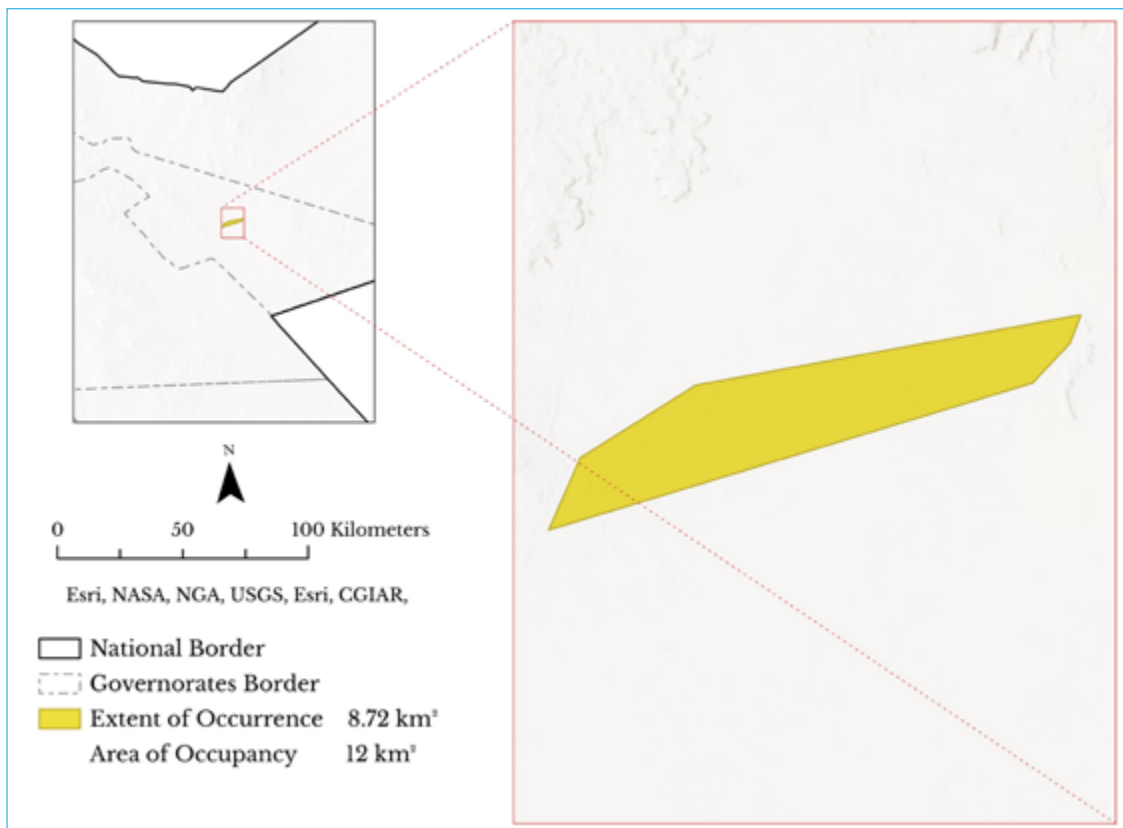 N
0 50 100 Kilometers
Esri, NASA, NGA, USGS, Esri, CGIAR,
National Border
Governorates Border
Extent of Occurrence 8.72 km²
Area of Occupancy 12 km²